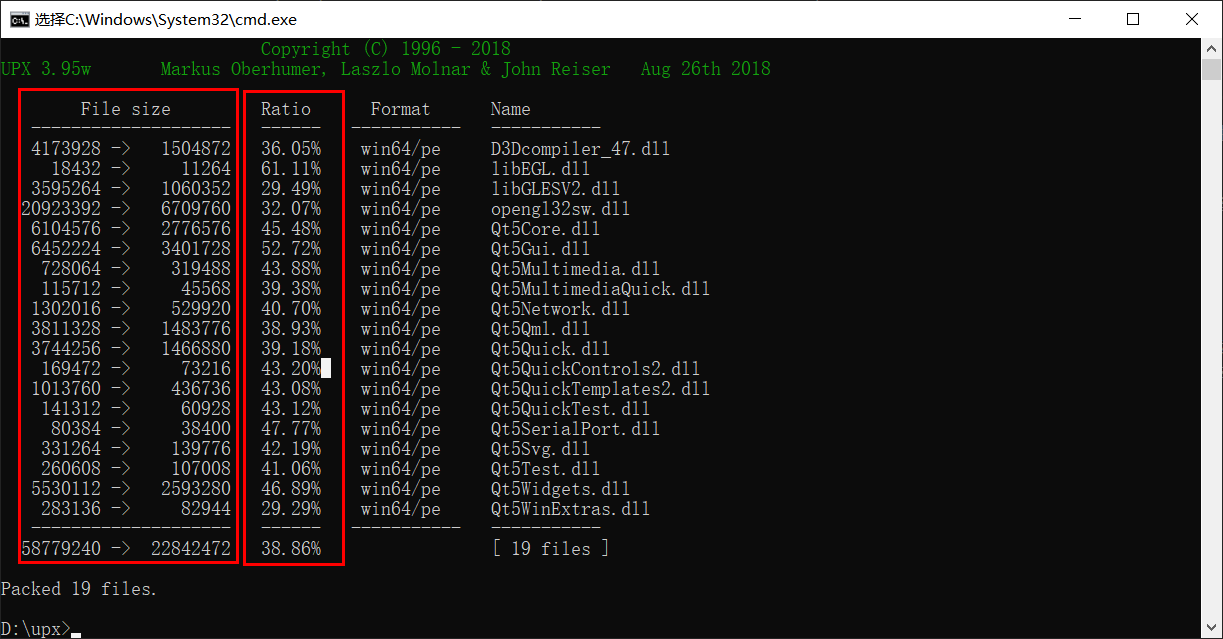 选择C:\Windows\System32\cmd.exe
Copyright (C) 1996 - 2018
UPX 3.95w       Markus Oberhumer, Laszlo Molnar & John Reiser   Aug 26th 2018
File size         Ratio      Format      Name
--------------------   ------   -----------   -----------
4173928 ->   1504872   36.05%    win64/pe     D3Dcompiler_47.dll
18432 ->     11264   61.11%    win64/pe     libEGL.dll
3595264 ->   1060352   29.49%    win64/pe     libGLESV2.dll
20923392 ->   6709760   32.07%    win64/pe     opengl32sw.dll
6104576 ->   2776576   45.48%    win64/pe     Qt5Core.dll
6452224 ->   3401728   52.72%    win64/pe     Qt5Gui.dll
728064 ->    319488   43.88%    win64/pe     Qt5Multimedia.dll
115712 ->     45568   39.38%    win64/pe     Qt5MultimediaQuick.dll
1302016 ->    529920   40.70%    win64/pe     Qt5Network.dll
3811328 ->   1483776   38.93%    win64/pe     Qt5Qml.dll
3744256 ->   1466880   39.18%    win64/pe     Qt5Quick.dll
169472 ->     73216   43.20%    win64/pe     Qt5QuickControls2.dll
1013760 ->    436736   43.08%    win64/pe     Qt5QuickTemplates2.dll
141312 ->     60928   43.12%    win64/pe     Qt5QuickTest.dll
80384 ->     38400   47.77%    win64/pe     Qt5SerialPort.dll
331264 ->    139776   42.19%    win64/pe     Qt5Svg.dll
260608 ->    107008   41.06%    win64/pe     Qt5Test.dll
5530112 ->   2593280   46.89%    win64/pe     Qt5Widgets.dll
283136 ->     82944   29.29%    win64/pe     Qt5WinExtras.dll
--------------------   ------   -----------   -----------
58779240 ->  22842472   38.86%                 [ 19 files ]
Packed 19 files.
D:\upx>